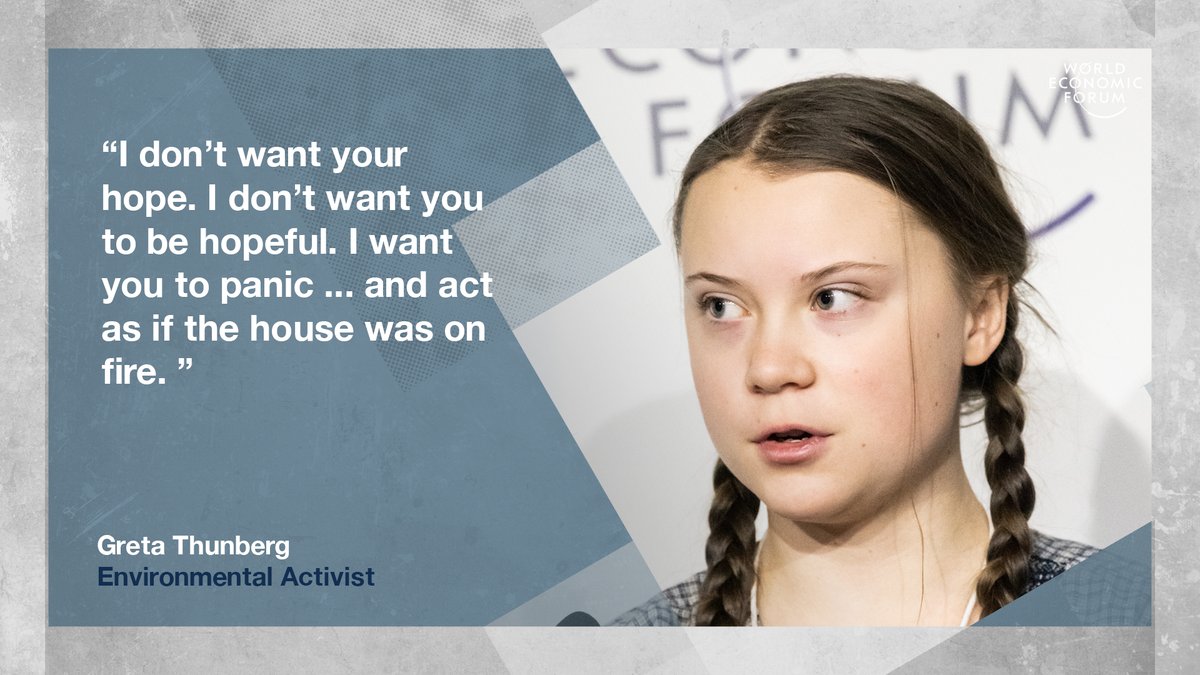 “I don’t want your
hope. I don’t want you
to be hopeful. I want
you to panic ... and act
as if the house was on
fire. ”
Greta Thunberg
Environmental Activist
WORLD
ECONOMIC
FORUM